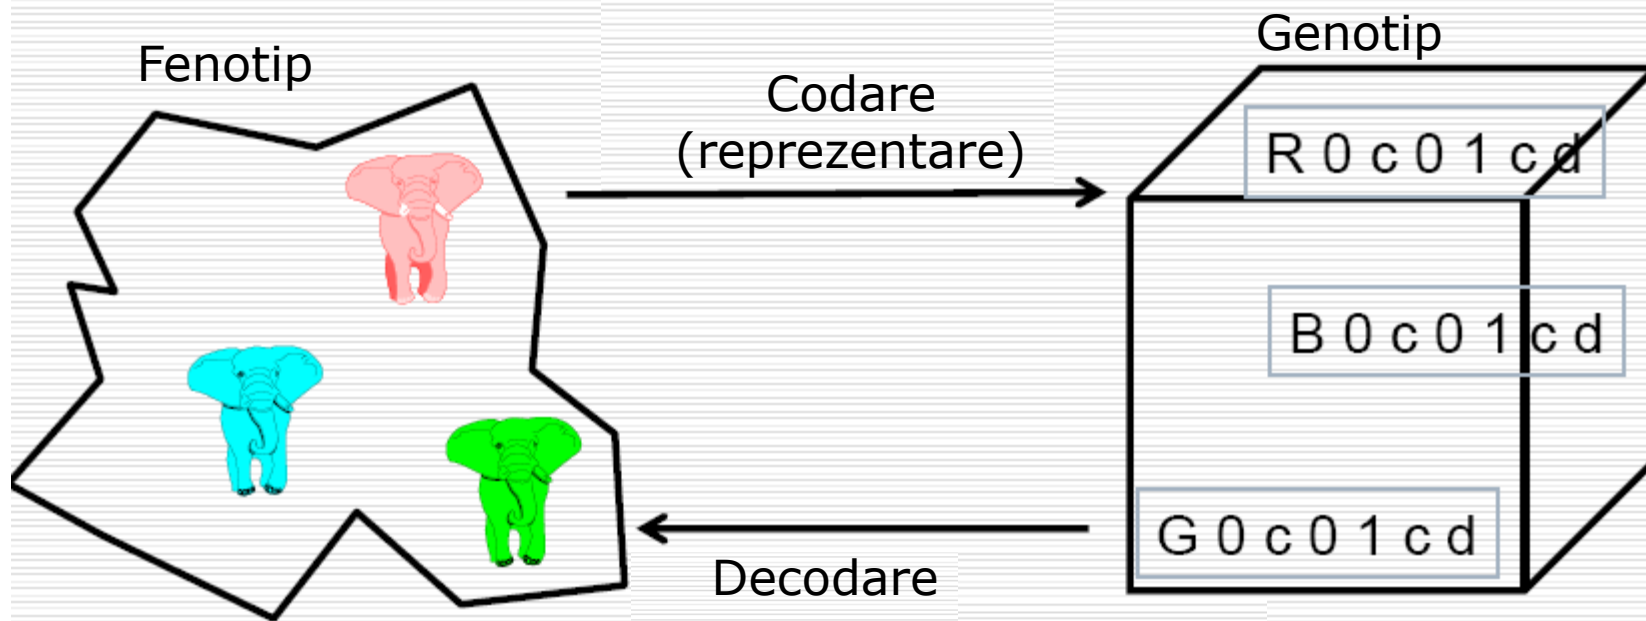 Fenotip
Codare
(reprezentare)
Genotip
R 0 c 0 1 c d
B 0 c 0 1 c d
G 0 c 0 1 c d
Decodare